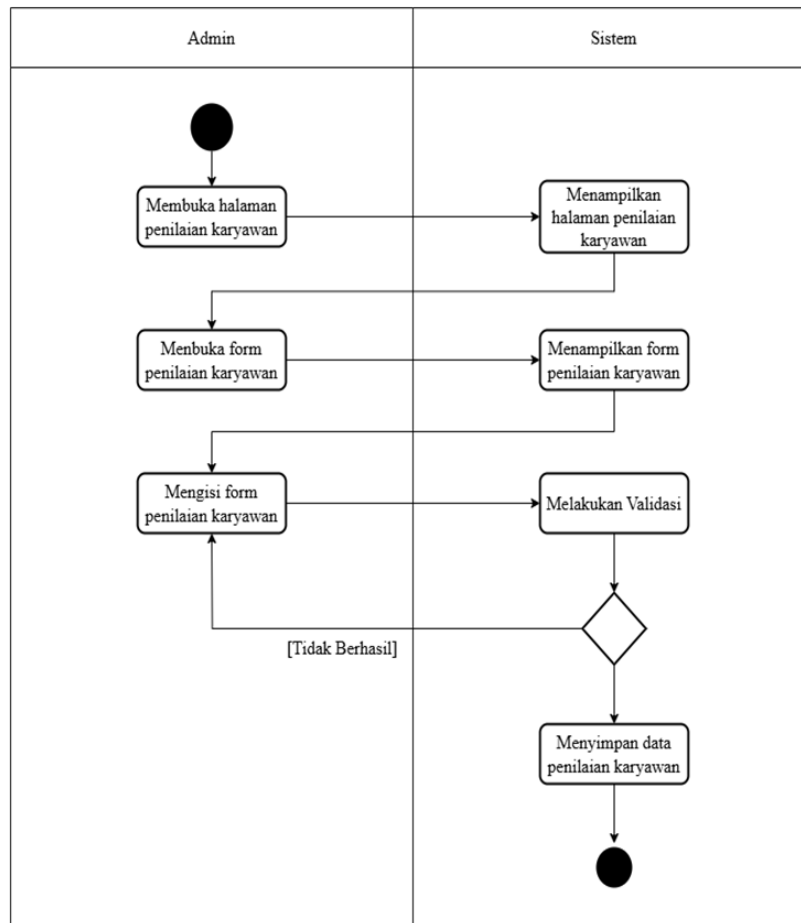 Admin
Sistem
Membuka halaman
penilaian karyawan
Menampilkan
halaman penilaian
karyawan
Menbuka form
penilaian karyawan
Menampilkan form
penilaian karyawan
Mengisi form
penilaian karyawan
Melakukan Validasi
[Tidak Berhasil]
Menyimpan data
penilaian karyawan